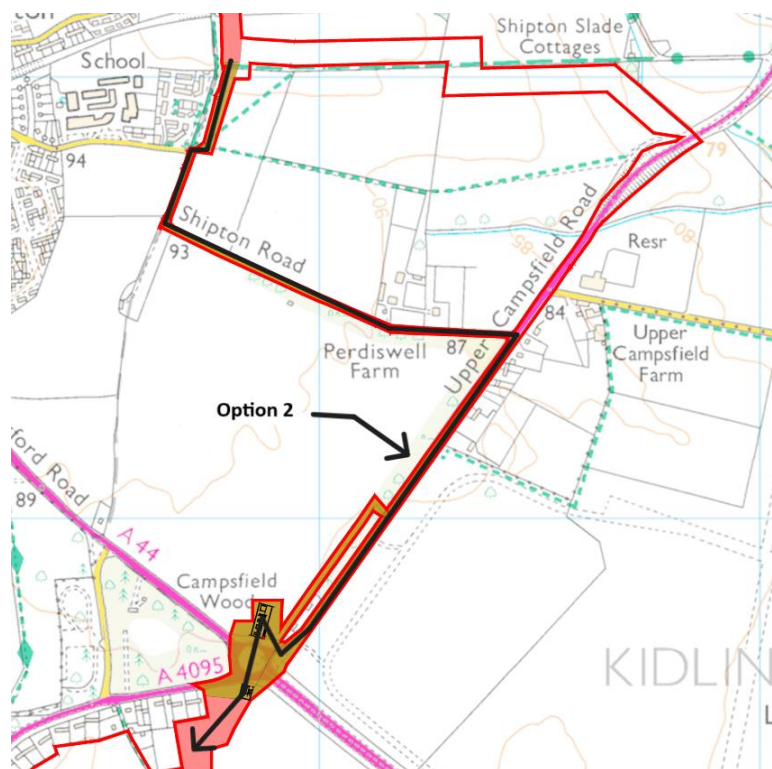 ton
School
Shipton Slade
Cottages
94
79
Shipton Road
93
90
85
80
Resr
Upper Campsfield Road
84
87
Perdiswell
Farm
Upper
Campsfield
Farm
Option 2
ford Road
89
A 44
Campsfield
Wood
A 4095
KIDLIN
L